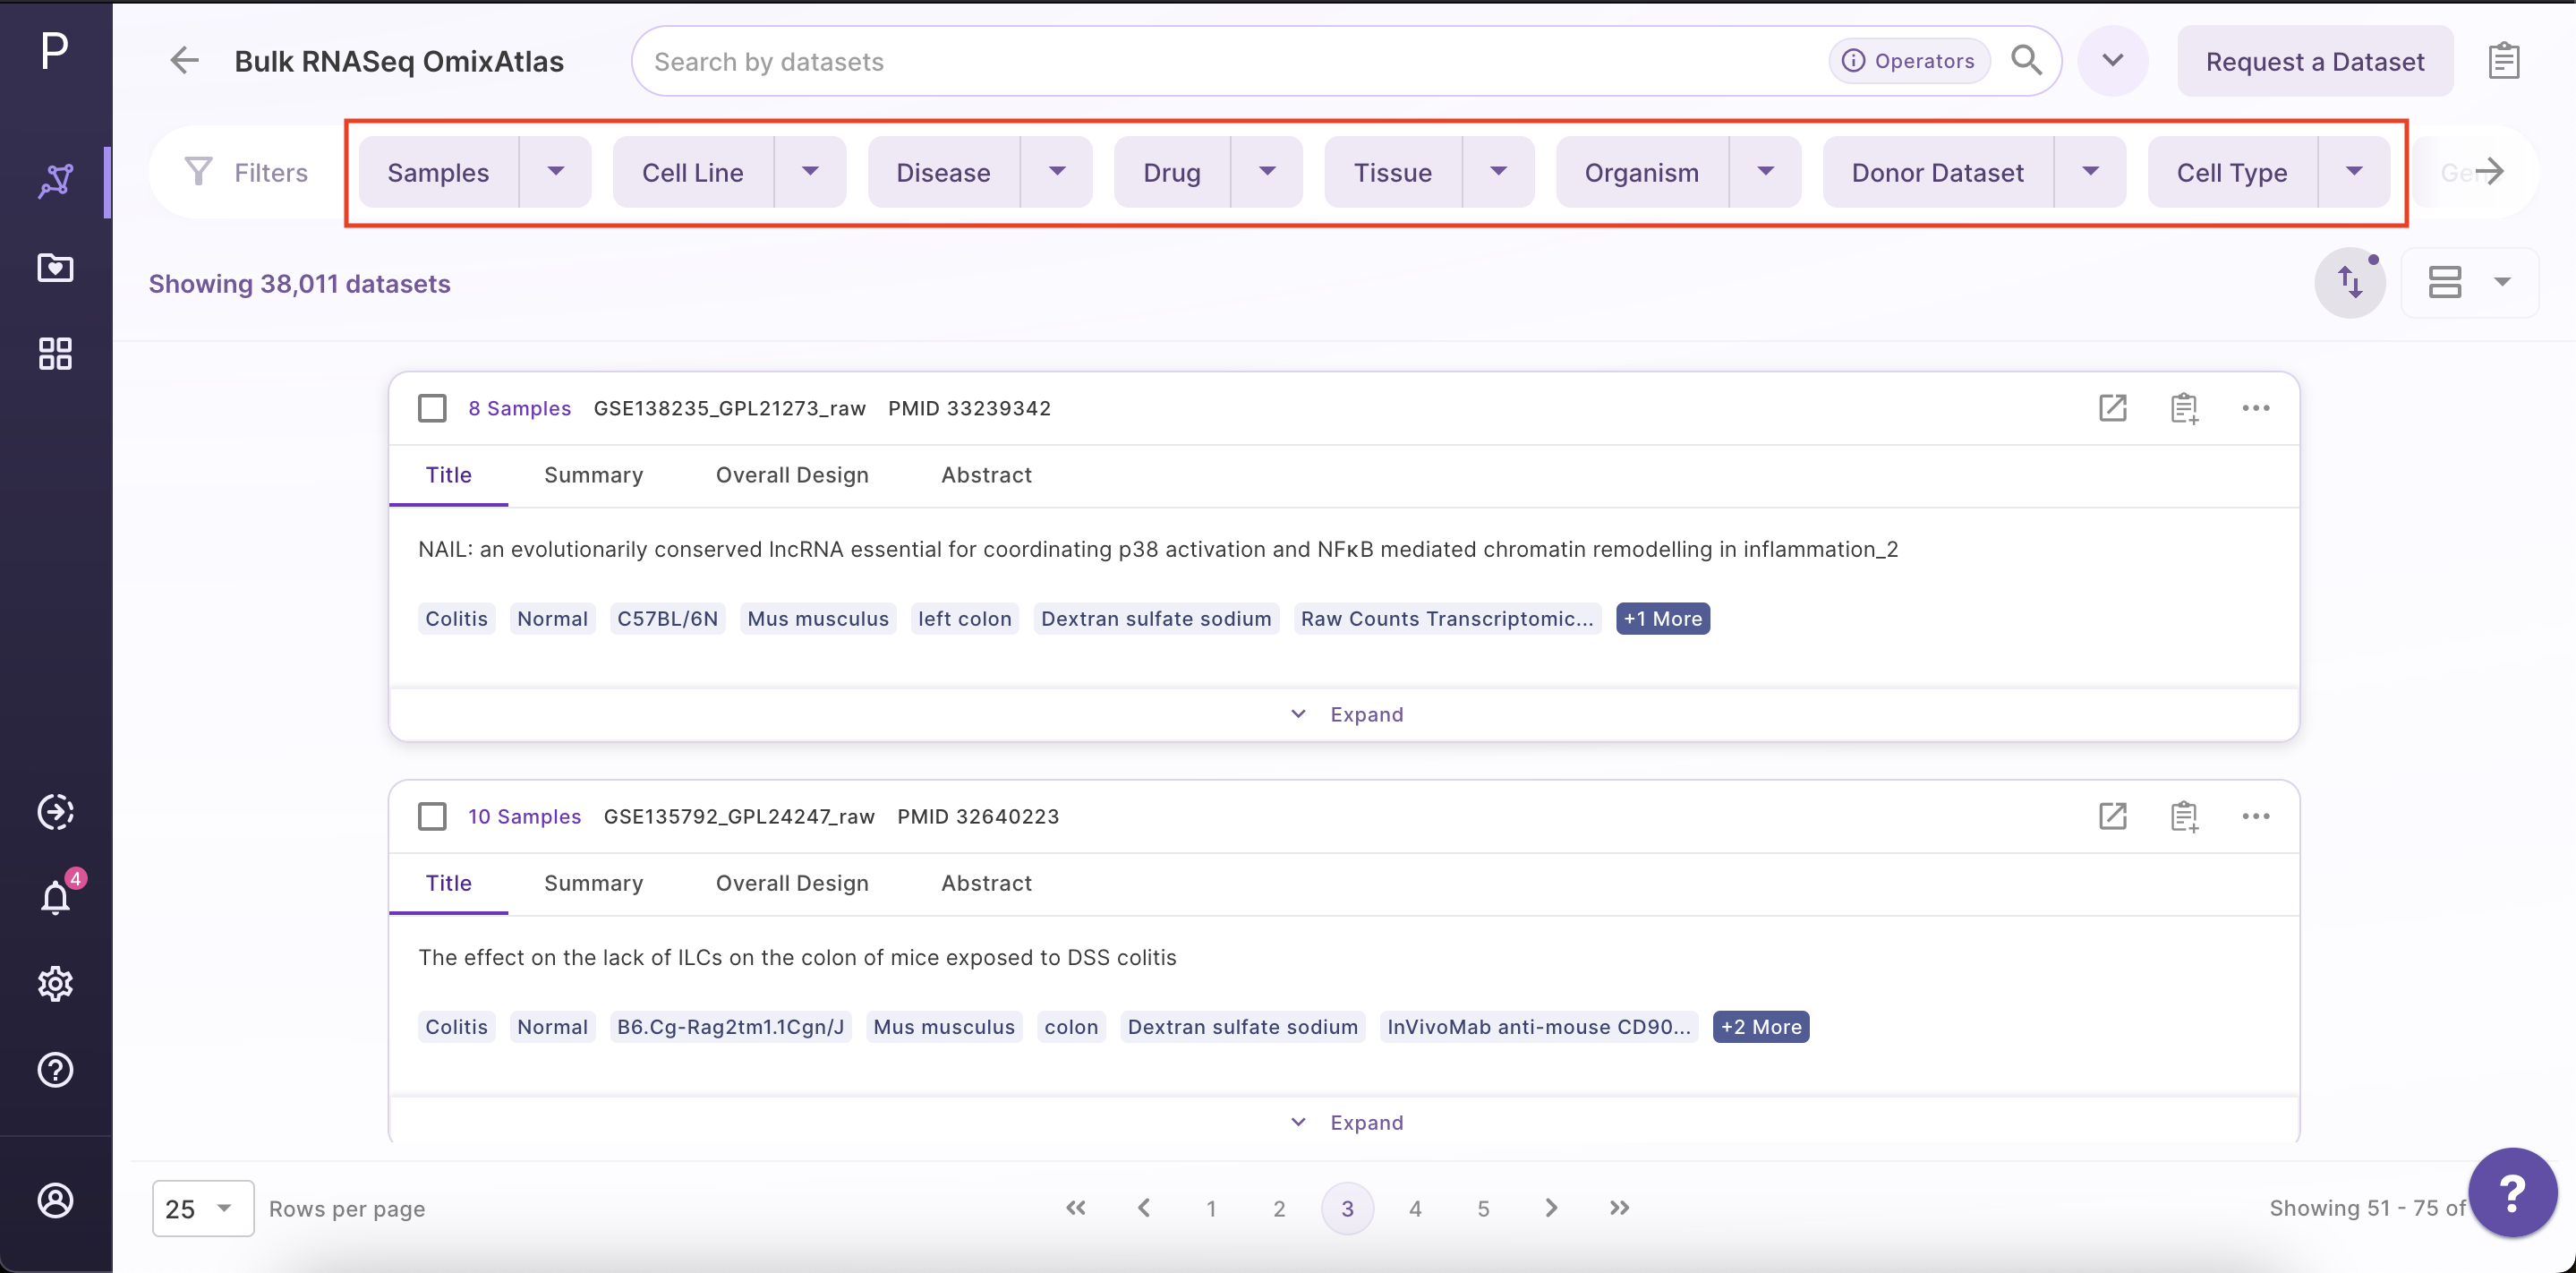 P
Bulk RNASeq OmixAtlas
Search by datasets
Operators
Request a Dataset
Filters
Samples
Cell Line
Disease
Drug
Tissue
Organism
Donor Dataset
Cell Type
Showing 38,011 datasets
8 Samples GSE138235_GPL21273_raw PMID 33239342
Title Summary Overall Design Abstract
NAIL: an evolutionarily conserved lncRNA essential for coordinating p38 activation and NFκB mediated chromatin remodelling in inflammation_2
Colitis Normal C57BL/6N Mus musculus left colon Dextran sulfate sodium Raw Counts Transcriptomic... +1 More
Expand
10 Samples GSE135792_GPL24247_raw PMID 32640223
Title Summary Overall Design Abstract
The effect on the lack of ILCs on the colon of mice exposed to DSS colitis
Colitis Normal B6.Cg-Rag2tm1.1Cgn/J Mus musculus colon Dextran sulfate sodium InVivoMab anti-mouse CD90... +2 More
Expand
4
25 Rows per page
1 2 3 4 5
Showing 51 - 75 of
?